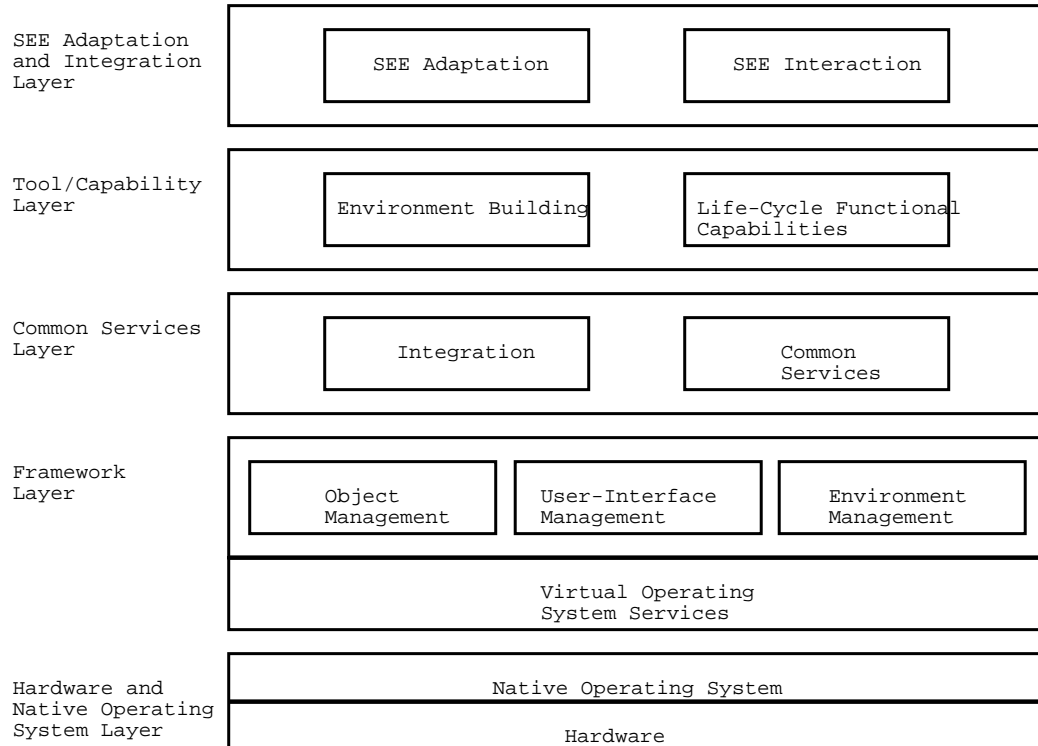 SEE Adaptation
and Integration
Layer
SEE Adaptation
SEE Interaction
Tool/Capability
Layer
Environment Building
Life-Cycle Functional
Capabilities
Common Services
Layer
Integration
Common
Services
Framework
Layer
Object
Management
User-Interface
Management
Environment
Management
Virtual Operating
System Services
Hardware and
Native Operating
System Layer
Native Operating System
Hardware